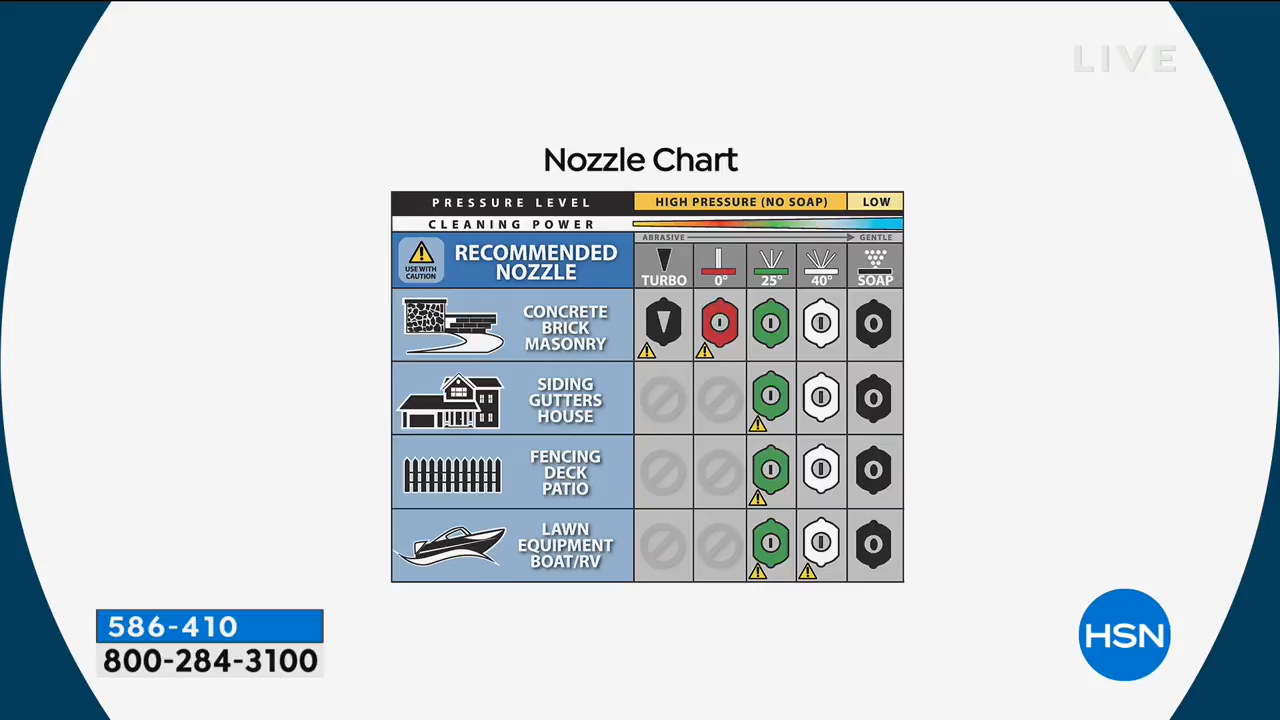 LIVE
Nozzle Chart
PRESSURE LEVEL
HIGH PRESSURE (NO SOAP)
LOW
CLEANING POWER
ABRASIVE
GENTLE
USE WITH
CAUTION
RECOMMENDED
NOZZLE
TURBO
0°
25°
40°
SOAP
CONCRETE
BRICK
MASONRY
SIDING
GUTTERS
HOUSE
FENCING
DECK
PATIO
LAWN
EQUIPMENT
BOAT/RV
586-410
800-284-3100
HSN